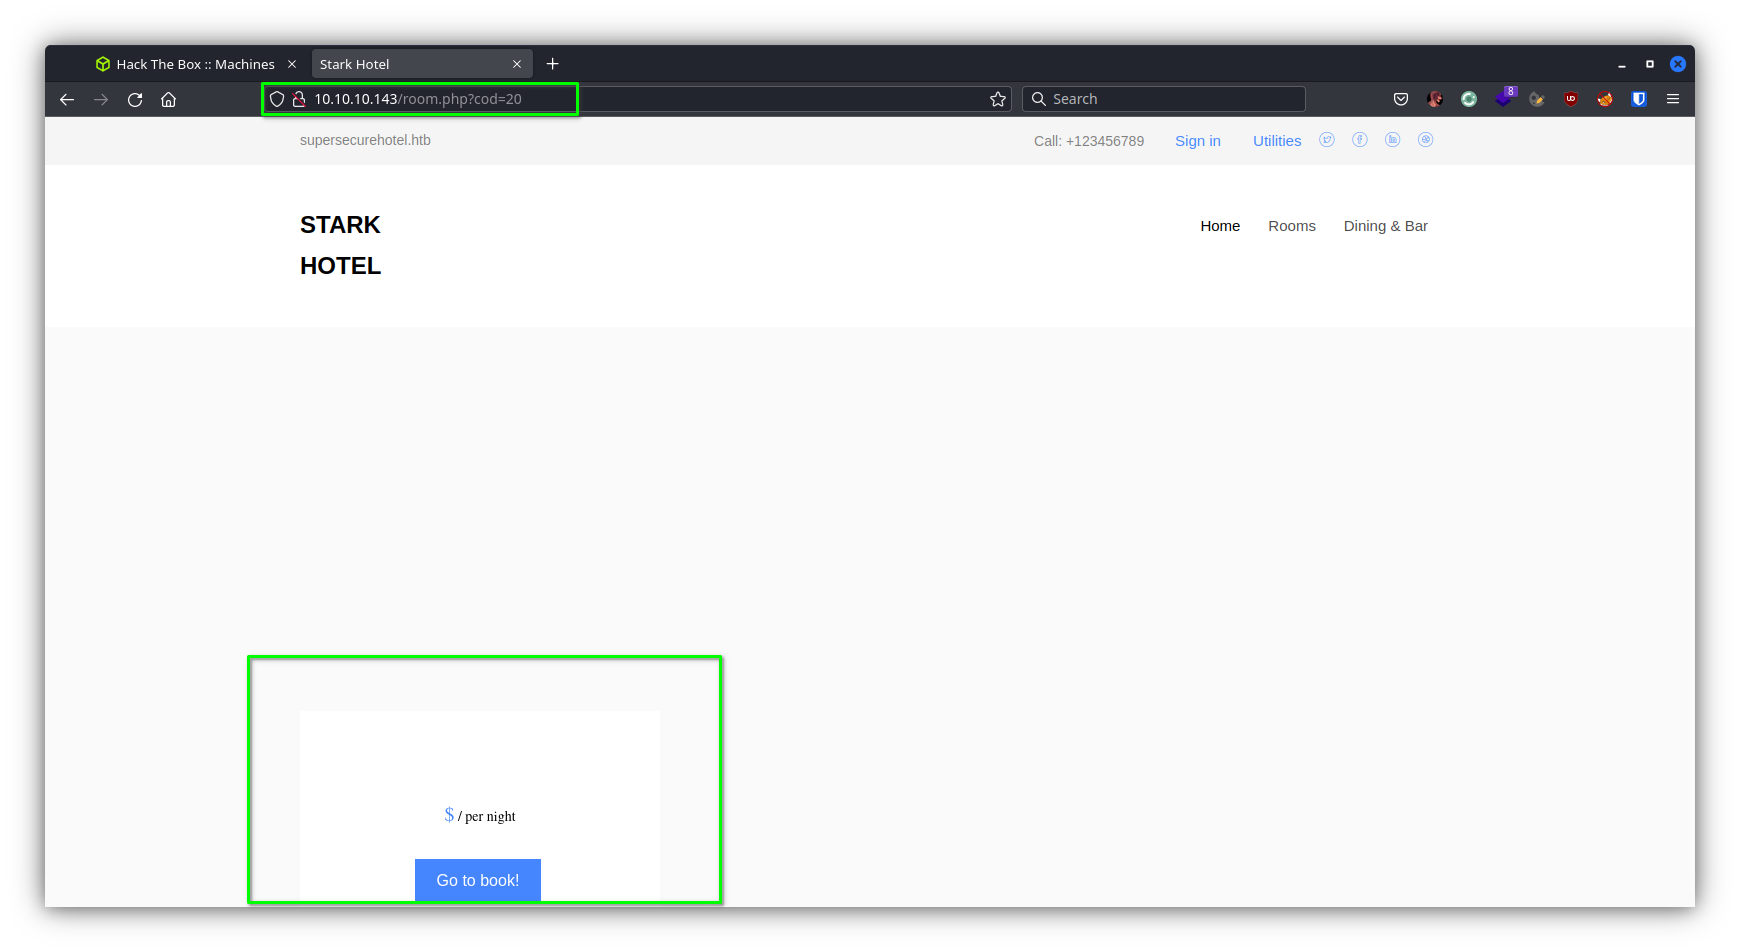 Hack The Box :: Machines
Stark Hotel
10.10.10.143/room.php?cod=20
Search
8
supersecurehotel.htb
Call: +123456789
Sign in
Utilities
STARK
HOTEL
Home
Rooms
Dining & Bar
$ / per night
Go to book!